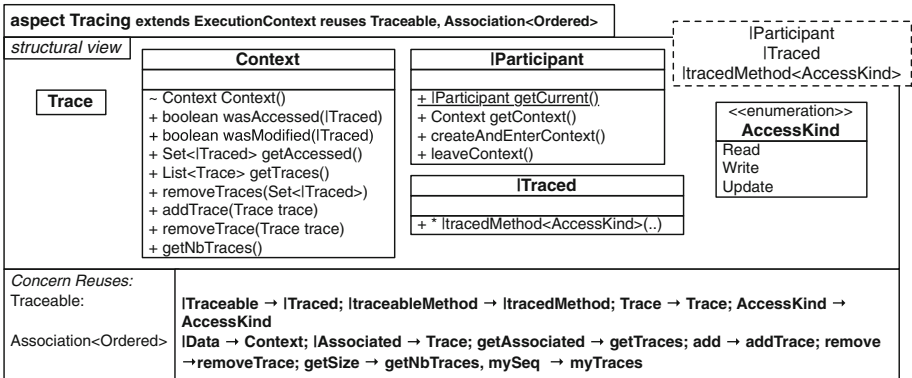 aspect Tracing extends ExecutionContext reuses Traceable, Association<Ordered>
structural view
|Participant
|Traced
|tracedMethod<AccessKind>
Trace
Context
~ Context Context()
+ boolean wasAccessed(|Traced)
+ boolean wasModified(|Traced)
+ Set<|Traced> getAccessed()
+ List<Trace> getTraces()
+ removeTraces(Set<|Traced>)
+ addTrace(Trace trace)
+ removeTrace(Trace trace)
+ getNbTraces()
|Participant
+ |Participant getCurrent()
+ Context getContext()
+ createAndEnterContext()
+ leaveContext()
|Traced
+ * |tracedMethod<AccessKind>(..)
<<enumeration>>
AccessKind
Read
Write
Update
Concern Reuses:
Traceable: |Traceable → |Traced; |traceableMethod → |tracedMethod; Trace → Trace; AccessKind →
AccessKind
Association<Ordered> |Data → Context; |Associated → Trace; getAssociated → getTraces; add → addTrace; remove
→removeTrace; getSize → getNbTraces, mySeq → myTraces